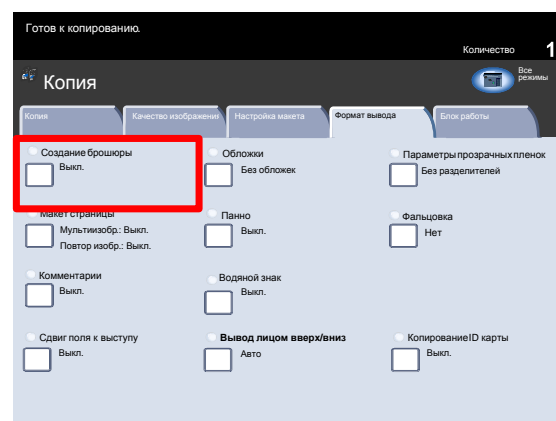 Готов к копированию.
Количество 1
Копия
Все
режимы
Копия
Качество изображени
Настройка макета
Формат вывода
Блок работы
Создание брошюры
Выкл.
Обложки
Без обложек
Параметры прозрачных пленок
Без разделителей
Макет страницы
Мультиизобр.: Выкл.
Повтор изобр.: Выкл.
Панно
Выкл.
Фальцовка
Нет
Комментарии
Выкл.
Водяной знак
Выкл.
Сдвиг поля к выступу
Выкл.
Вывод лицом вверх/вниз
Авто
Копирование ID карты
Выкл.